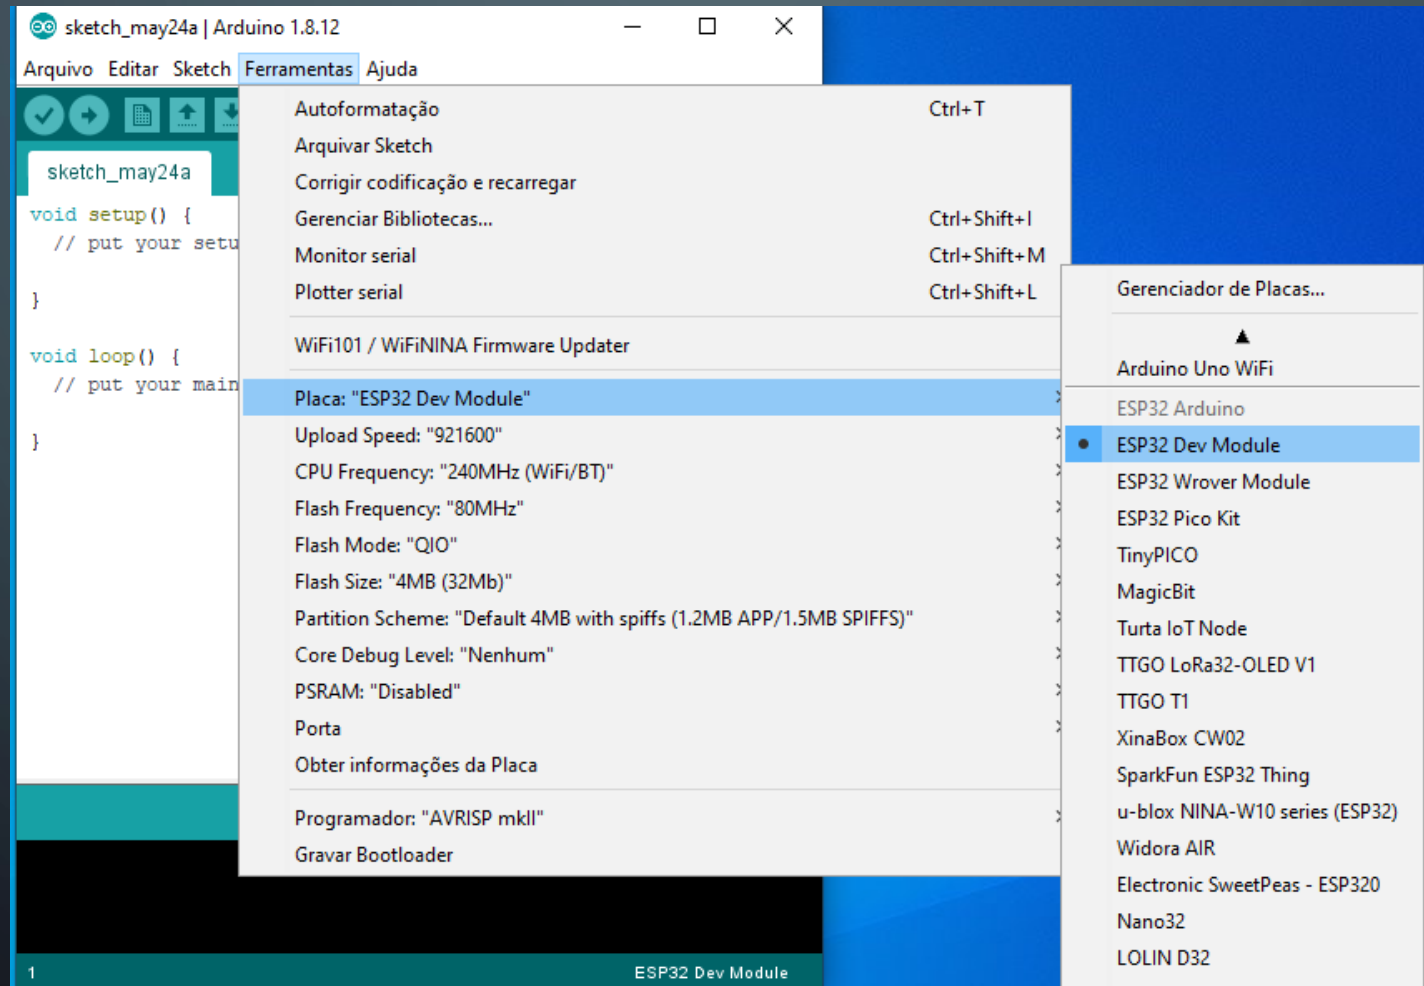 sketch_may24a | Arduino 1.8.12
Arquivo Editar Sketch Ferramentas Ajuda
sketch_may24a
void setup() {
// put your setu
}
void loop() {
// put your main
}
Autoformatação Ctrl+T
Arquivar Sketch
Corrigir codificação e recarregar
Gerenciar Bibliotecas... Ctrl+Shift+I
Monitor serial Ctrl+Shift+M
Plotter serial Ctrl+Shift+L
WiFi101 / WiFiNINA Firmware Updater
Placa: "ESP32 Dev Module"
Upload Speed: "921600"
CPU Frequency: "240MHz (WiFi/BT)"
Flash Frequency: "80MHz"
Flash Mode: "QIO"
Flash Size: "4MB (32Mb)"
Partition Scheme: "Default 4MB with spiffs (1.2MB APP/1.5MB SPIFFS)"
Core Debug Level: "Nenhum"
PSRAM: "Disabled"
Porta
Obter informações da Placa
Programador: "AVRISP mkII"
Gravar Bootloader
Gerenciador de Placas...
Arduino Uno WiFi
ESP32 Arduino
ESP32 Dev Module
ESP32 Wrover Module
ESP32 Pico Kit
TinyPICO
MagicBit
Turta IoT Node
TTGO LoRa32-OLED V1
TTGO T1
XinaBox CW02
SparkFun ESP32 Thing
u-blox NINA-W10 series (ESP32)
Widora AIR
Electronic SweetPeas - ESP320
Nano32
LOLIN D32
1 ESP32 Dev Module